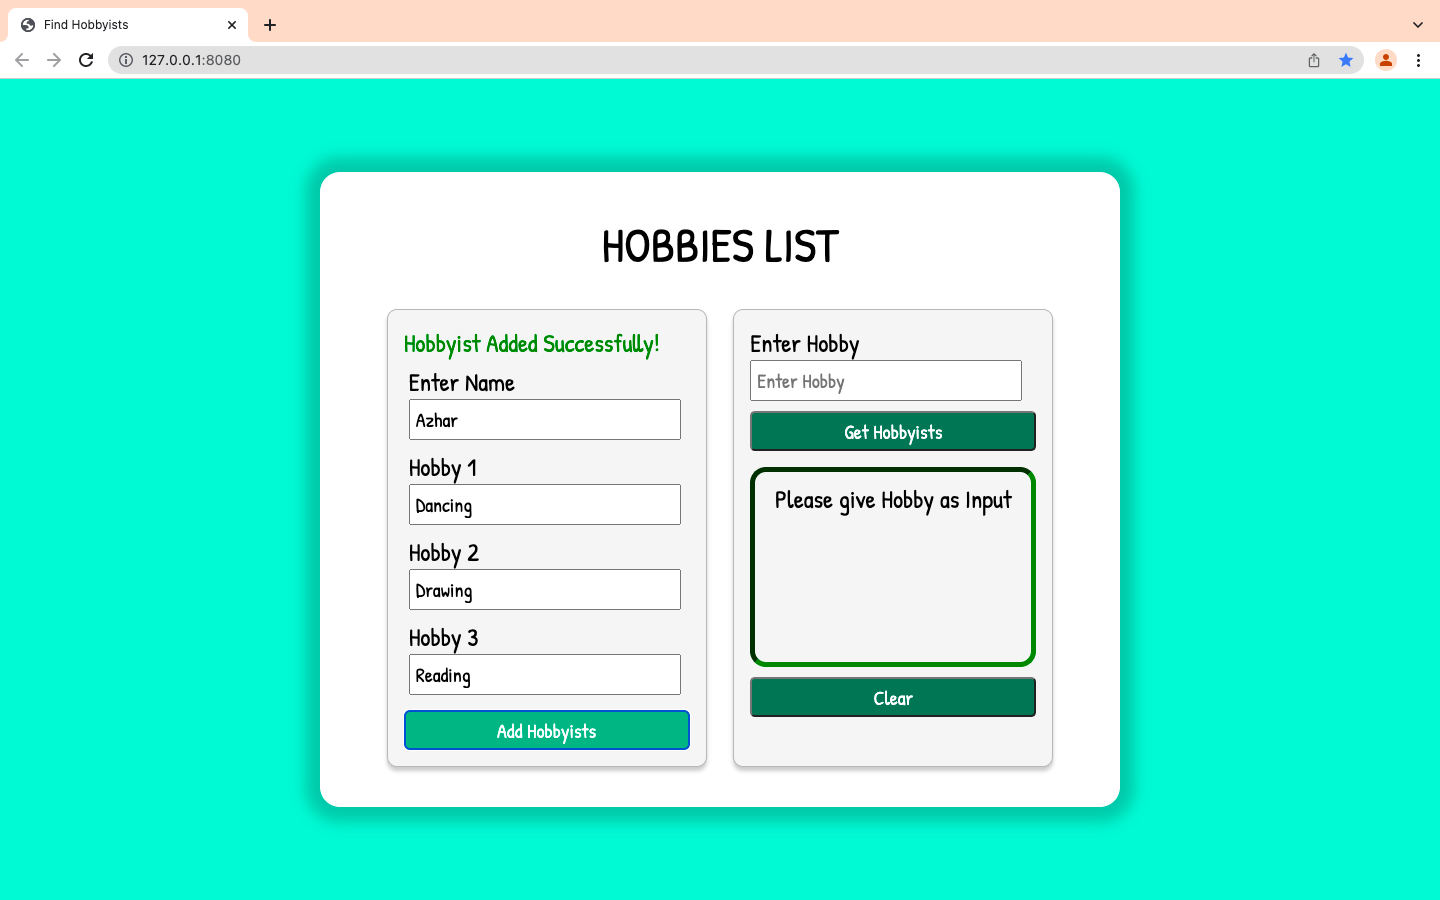 Find Hobbyists
127.0.0.1:8080
HOBBIES LIST
Hobbyist Added Successfully!
Enter Name
Azhar
Hobby 1
Dancing
Hobby 2
Drawing
Hobby 3
Reading
Add Hobbyists
Enter Hobby
Enter Hobby
Get Hobbyists
Please give Hobby as Input
Clear